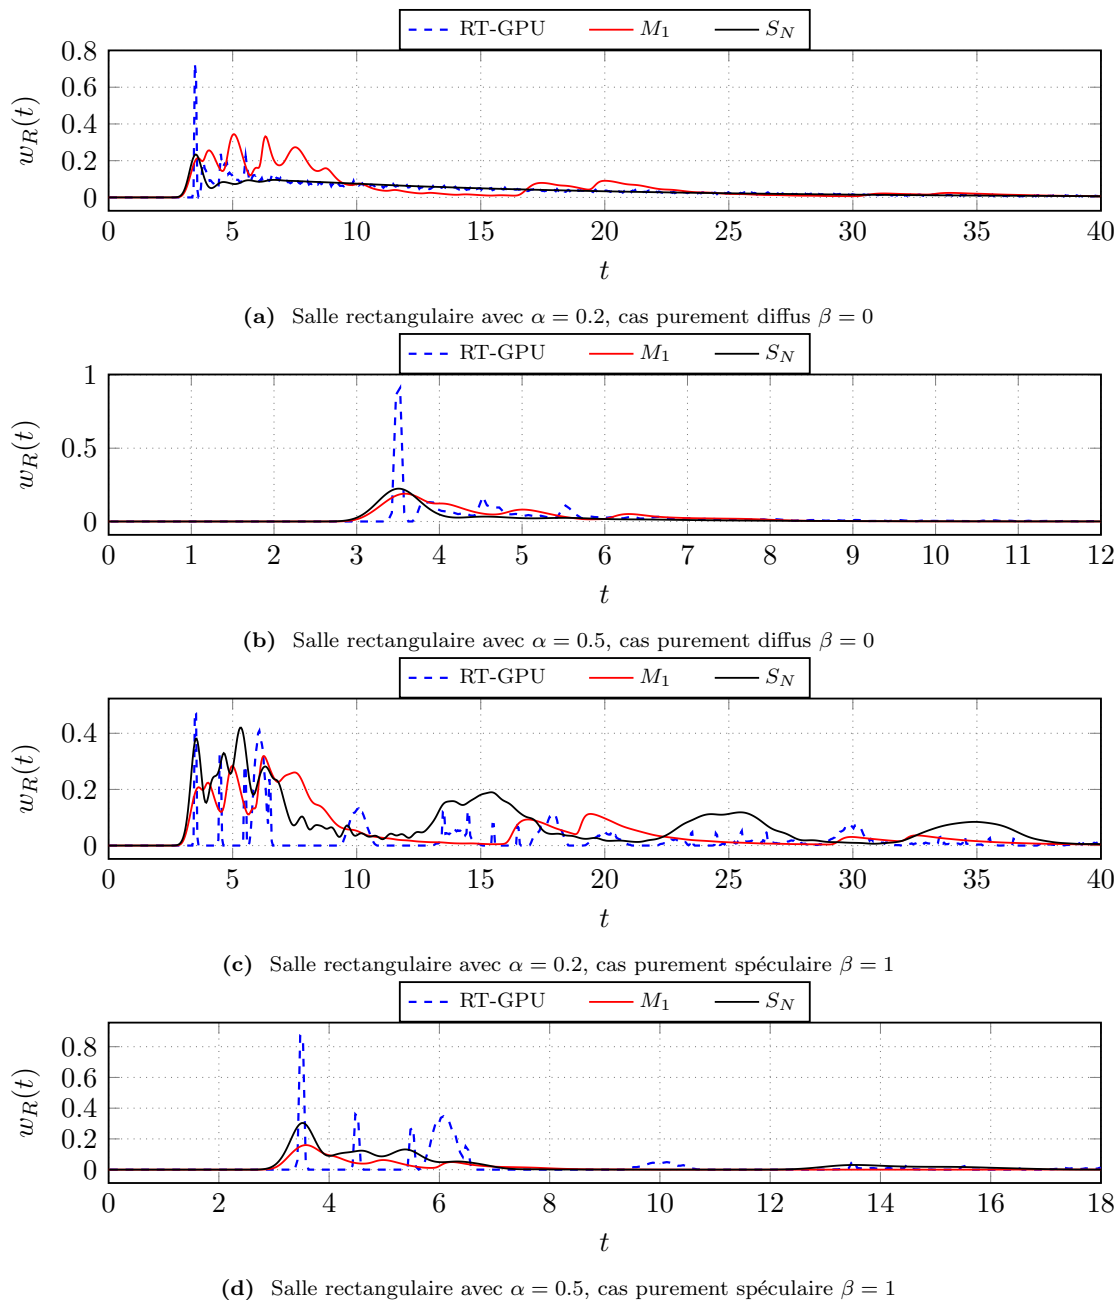 RT-GPU M₁ S_N
w_R(t)
0.8
0.6
0.4
0.2
0
0 5 10 15 20 25 30 35 40
t
(a) Salle rectangulaire avec α = 0.2, cas purement diffus β = 0
RT-GPU M₁ S_N
w_R(t)
1
0.5
0
0 1 2 3 4 5 6 7 8 9 10 11 12
t
(b) Salle rectangulaire avec α = 0.5, cas purement diffus β = 0
RT-GPU M₁ S_N
w_R(t)
0.4
0.2
0
0 5 10 15 20 25 30 35 40
t
(c) Salle rectangulaire avec α = 0.2, cas purement spéculaire β = 1
RT-GPU M₁ S_N
w_R(t)
0.8
0.6
0.4
0.2
0
0 2 4 6 8 10 12 14 16 18
t
(d) Salle rectangulaire avec α = 0.5, cas purement spéculaire β = 1